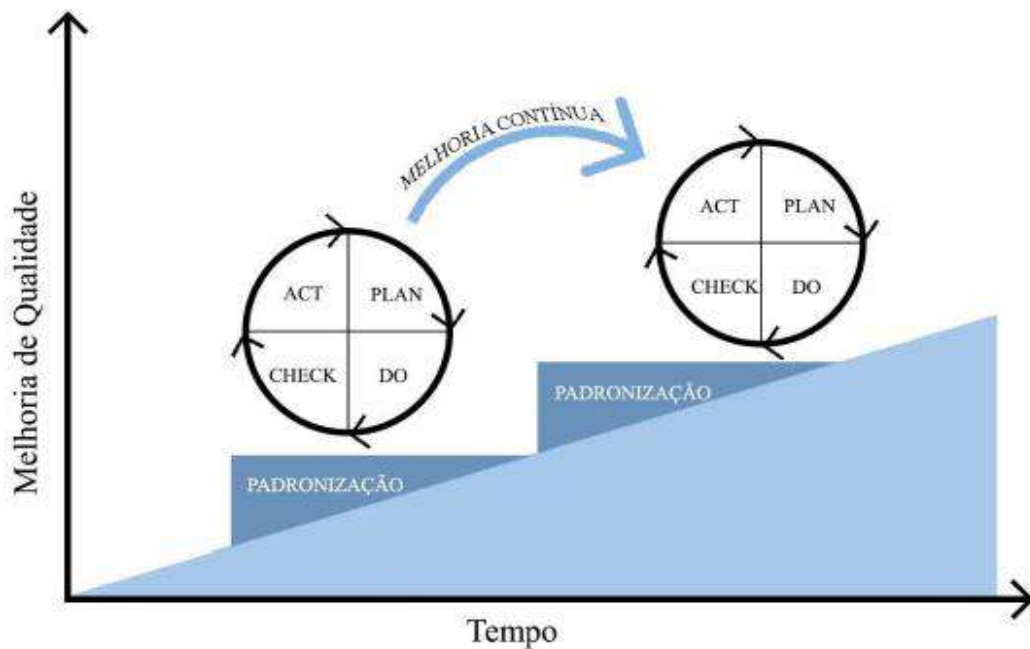 MELHORIA CONTÍNUA
ACT
PLAN
CHECK
DO
ACT
PLAN
CHECK
DO
PADRONIZAÇÃO
PADRONIZAÇÃO
Melhoria de Qualidade
Tempo